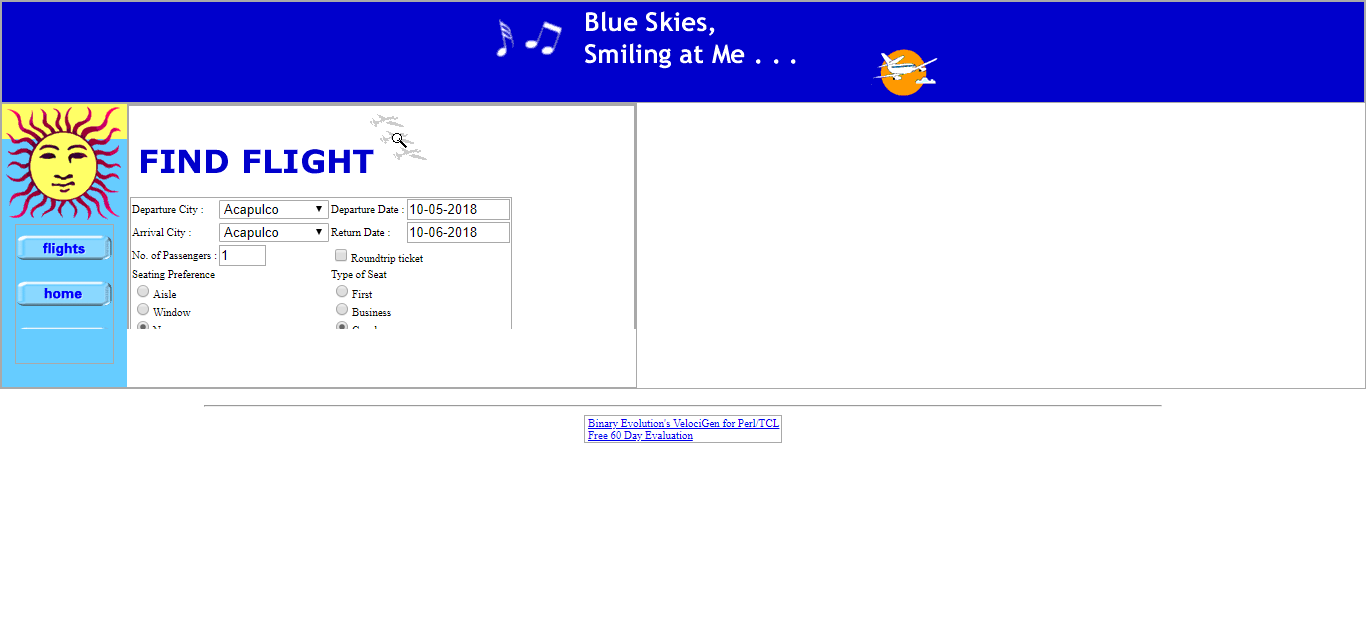 Blue Skies,
Smiling at Me . . .
FIND FLIGHT
Departure City : Acapulco Departure Date : 10-05-2018
Arrival City : Acapulco Return Date : 10-06-2018
No. of Passengers : 1 Roundtrip ticket
Seating Preference Type of Seat
Aisle First
Window Business
flights
home
Binary Evolution's VelociGen for Perl/TCL
Free 60 Day Evaluation